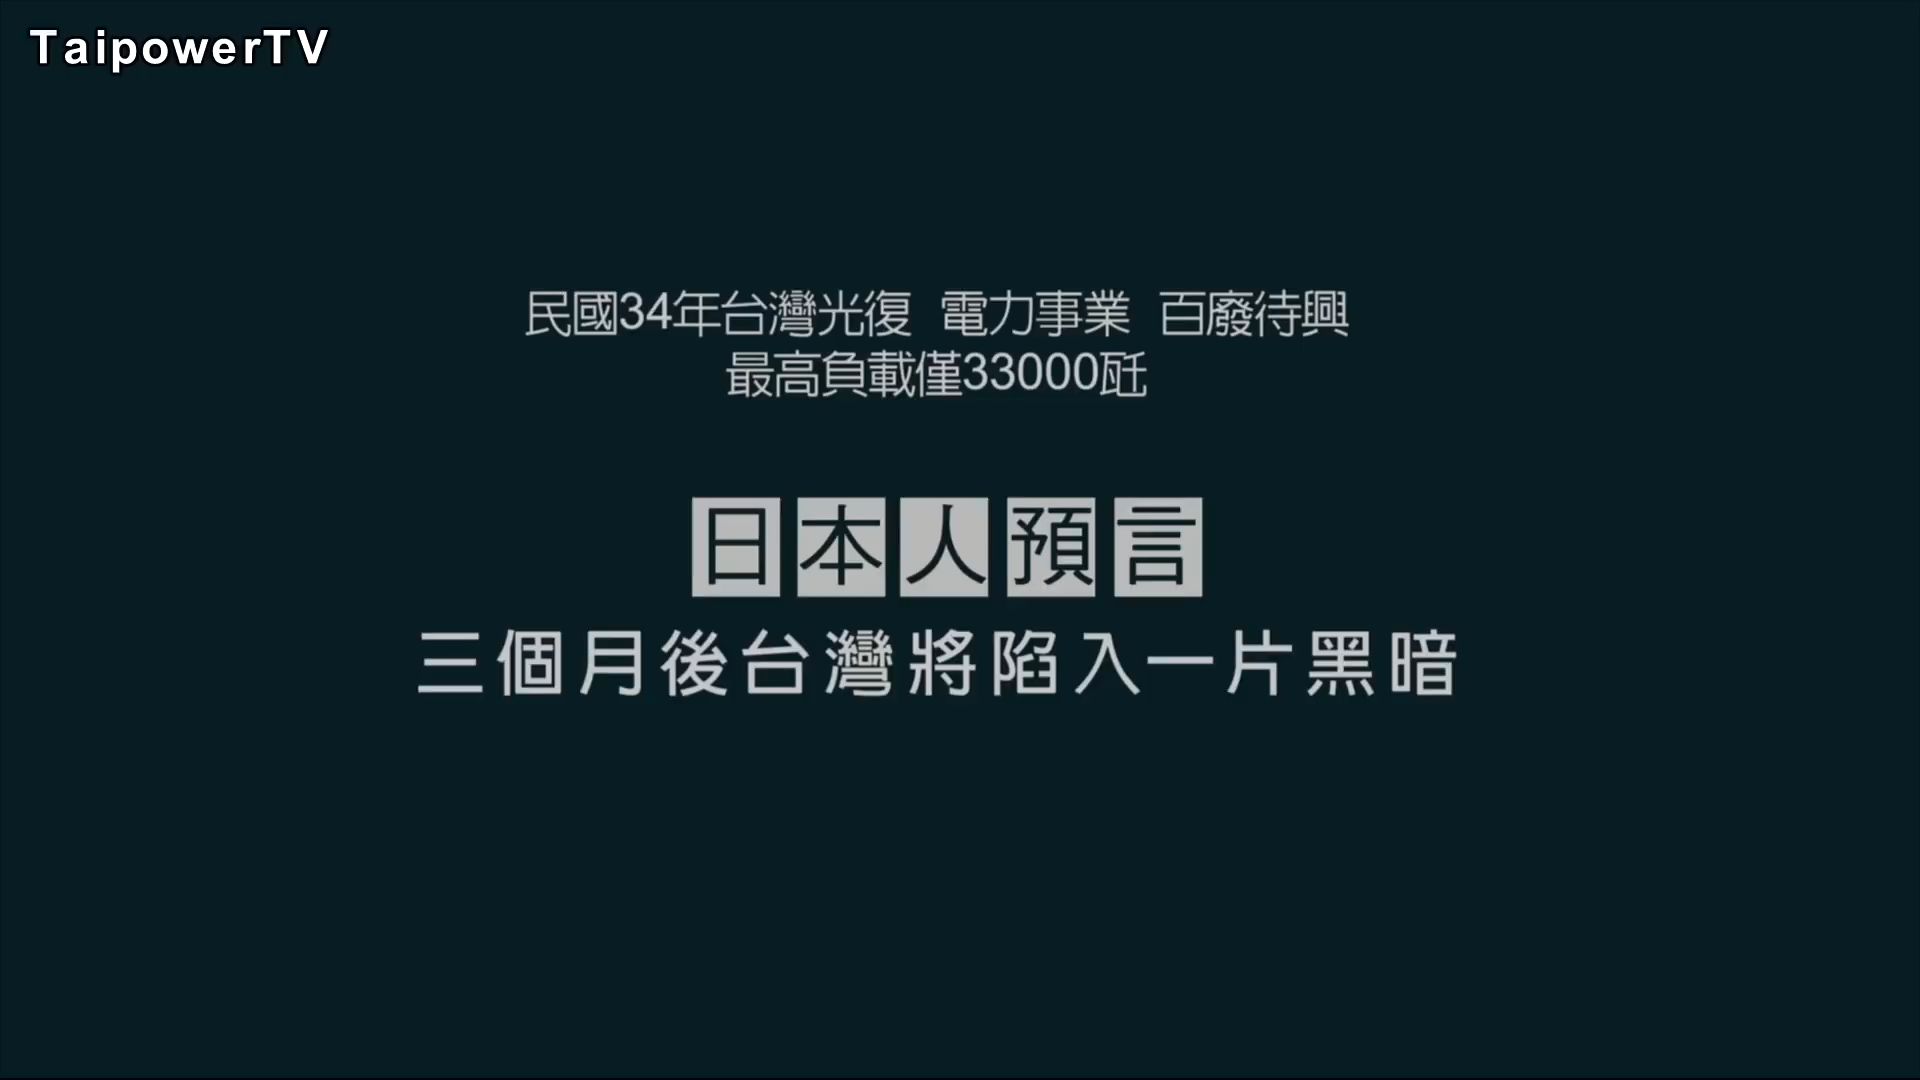 TaipowerTV
民國34年台灣光復 電力事業 百廢待興
最高負載僅33000瓩
日本人預言
三個月後台灣將陷入一片黑暗